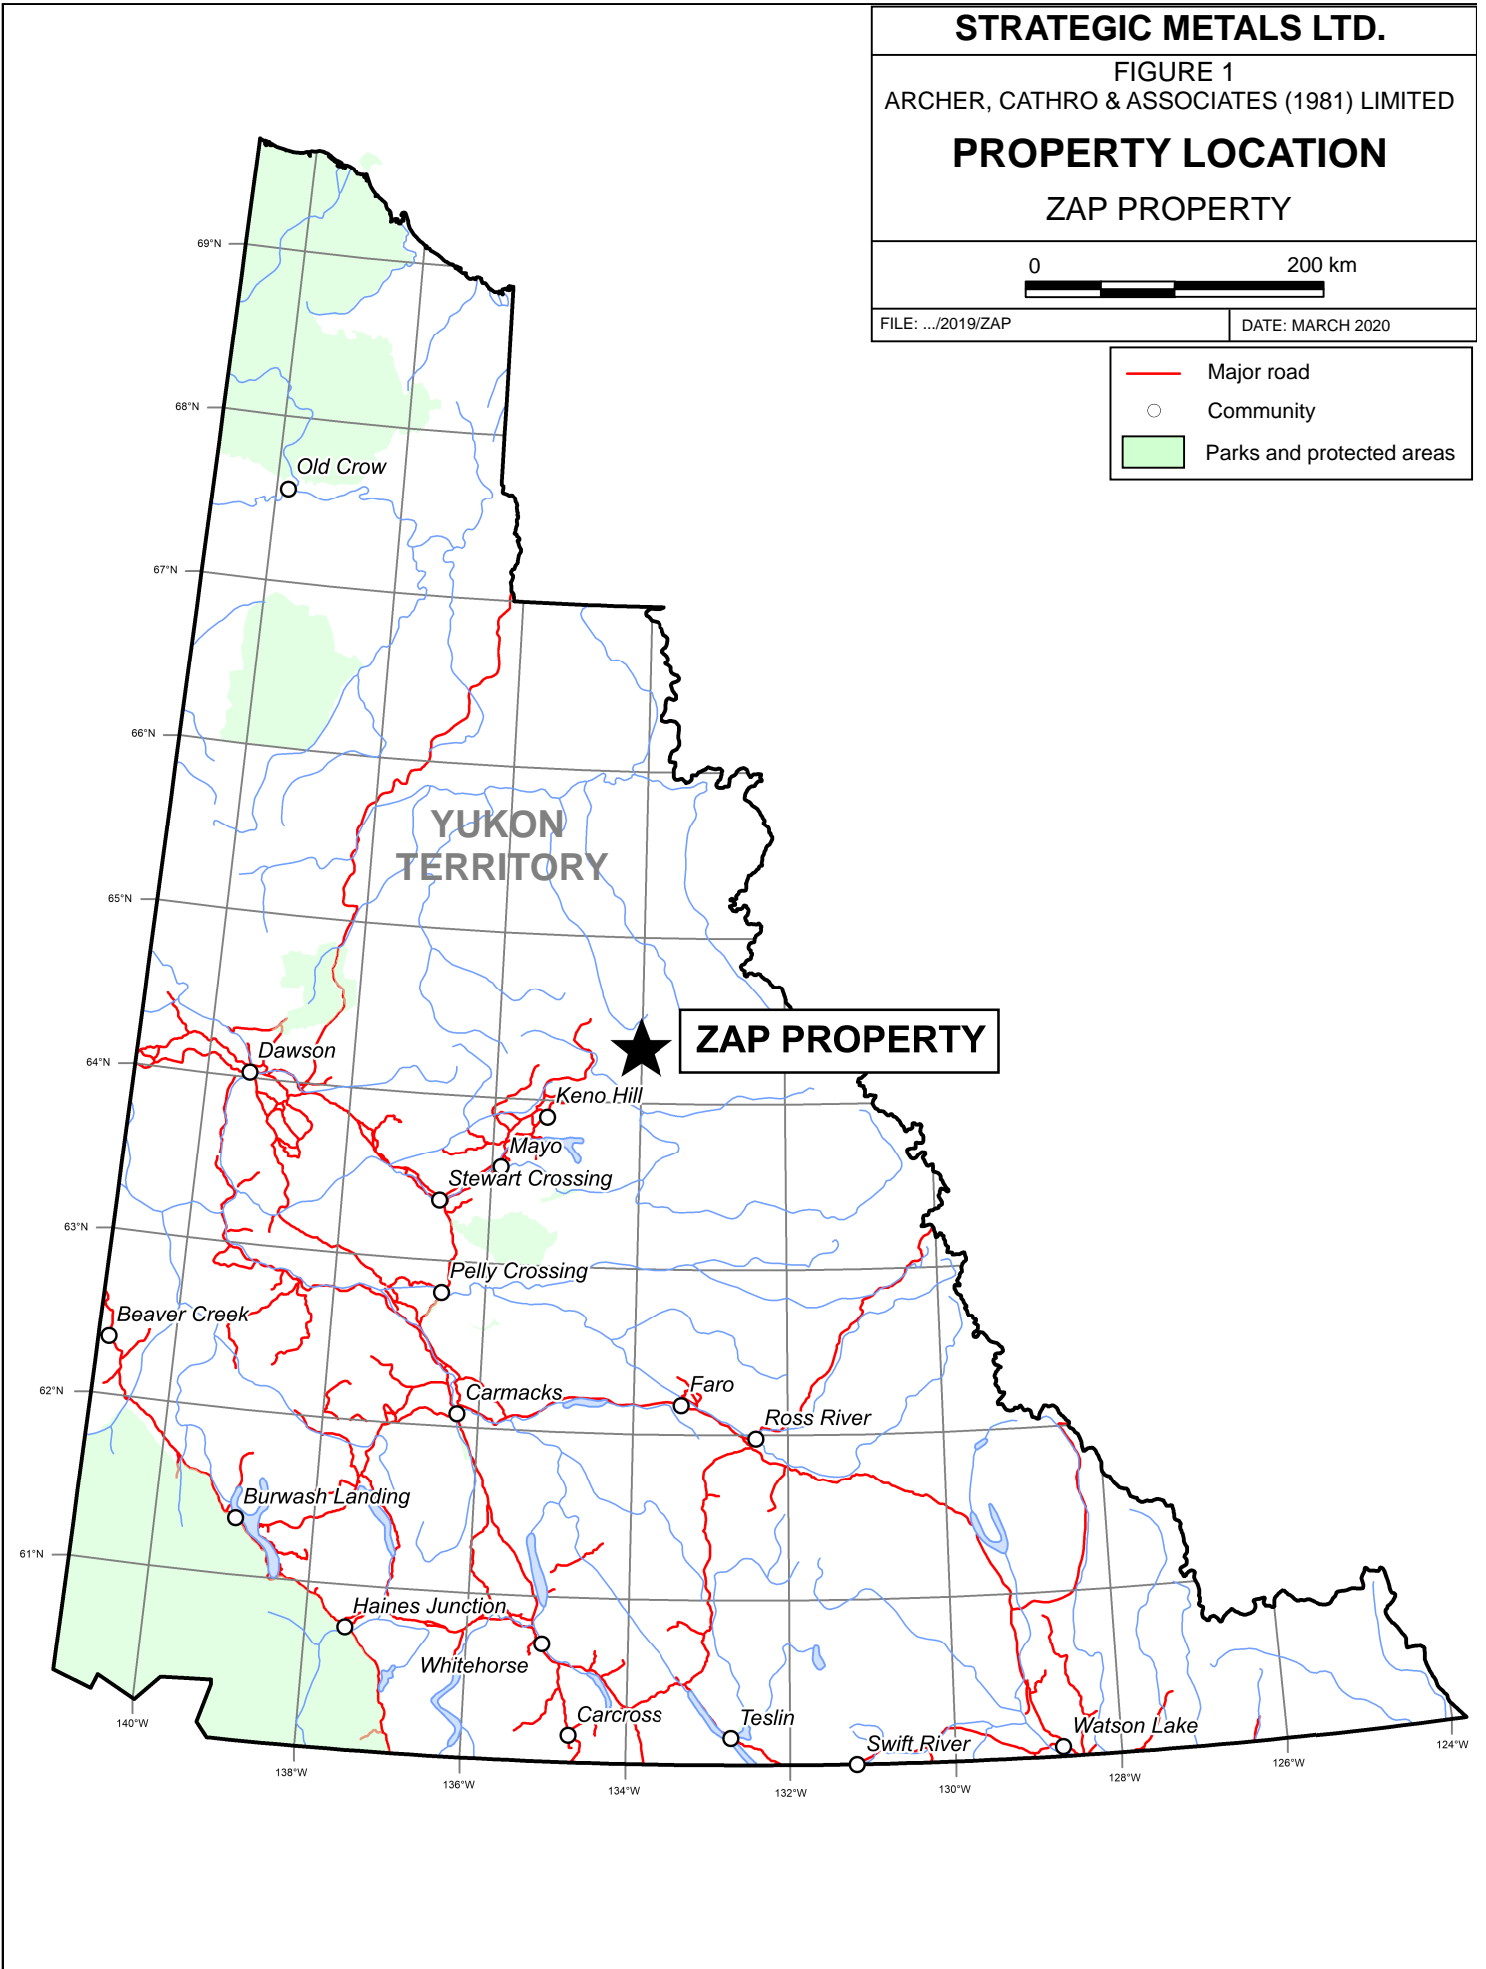 STRATEGIC METALS LTD.
FIGURE 1
ARCHER, CATHRO & ASSOCIATES (1981) LIMITED
PROPERTY LOCATION
ZAP PROPERTY
0 200 km
FILE: .../2019/ZAP
DATE: MARCH 2020
Major road
Community
Parks and protected areas
69°N
68°N
Old Crow
67°N
66°N
YUKON
TERRITORY
65°N
ZAP PROPERTY
Dawson
64°N
Keno Hill
Mayo
Stewart Crossing
63°N
Pelly Crossing
Beaver Creek
62°N
Faro
Carmacks
Ross River
Burwash Landing
61°N
Haines Junction
Whitehorse
Carcross
Teslin
Watson Lake
Swift River
140°W
138°W
136°W
134°W
132°W
130°W
128°W
126°W
124°W